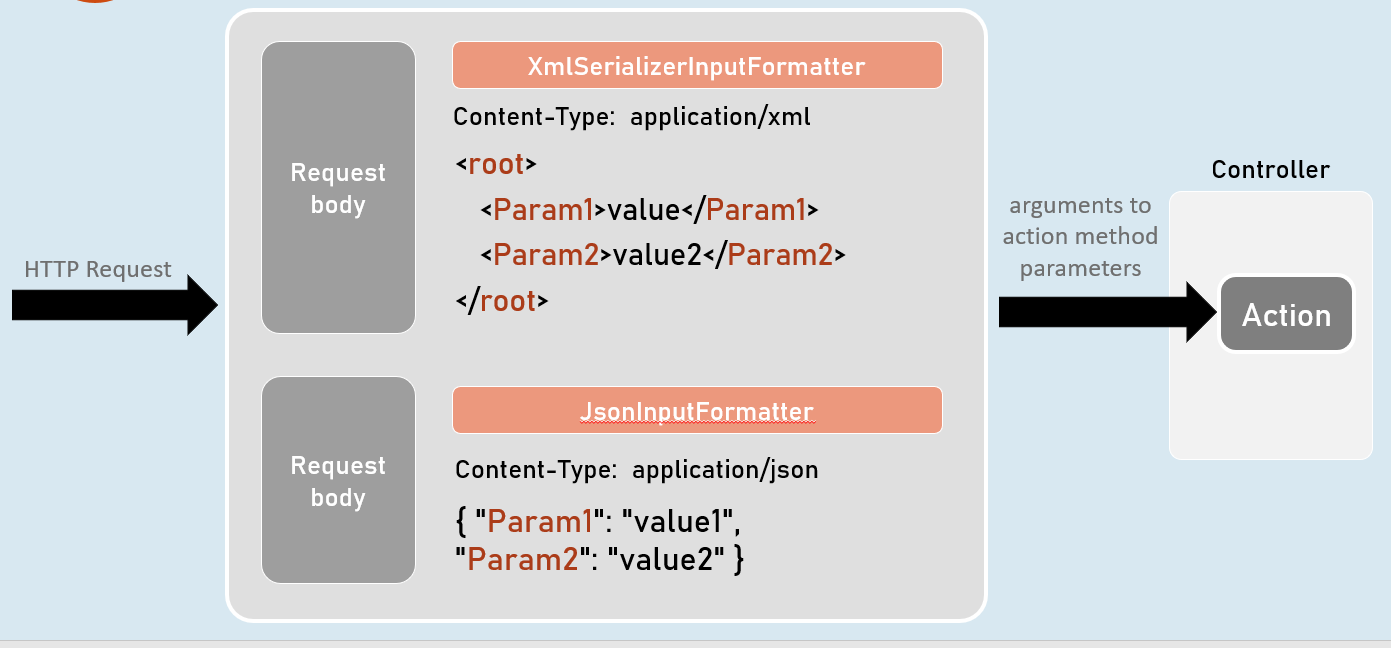 HTTP Request
Request
body
XmlSerializerInputFormatter
Content-Type: application/xml
<root>
<Param1>value</Param1>
<Param2>value2</Param2>
</root>
Request
body
JsonInputFormatter
Content-Type: application/json
{ "Param1": "value1",
"Param2": "value2" }
arguments to
action method
parameters
Controller
Action